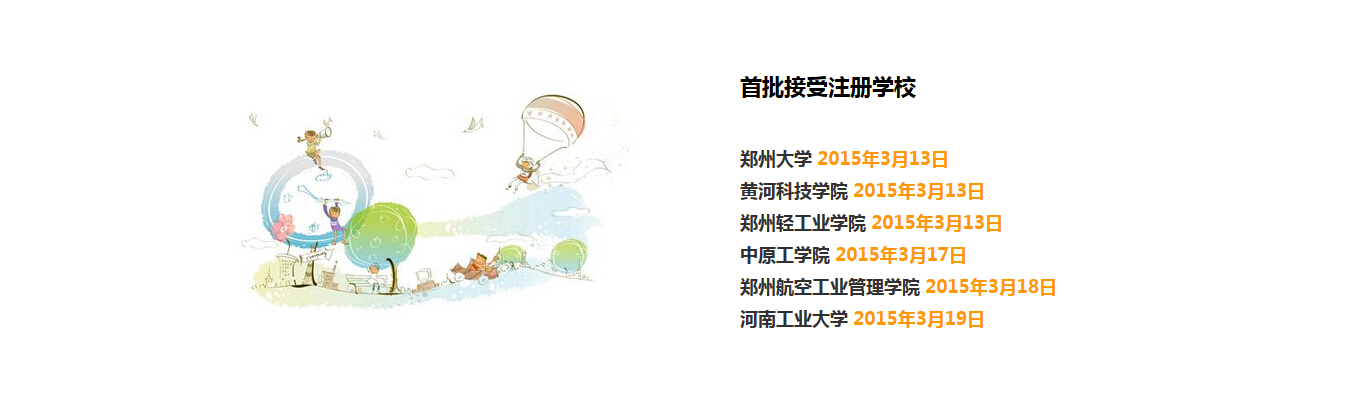 首批接受注册学校
郑州大学 2015年3月13日
黄河科技学院 2015年3月13日
郑州轻工业学院 2015年3月13日
中原工学院 2015年3月17日
郑州航空工业管理学院 2015年3月18日
河南工业大学 2015年3月19日